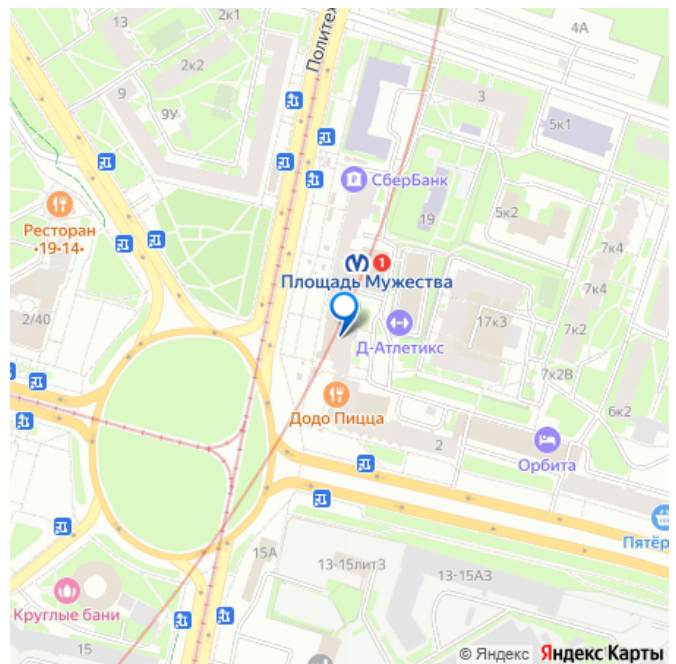 4А
2к1
13
Политех
2к2
9
3
9У
5к1
СберБанк
19
5к2
Ресторан
•19•14•
7к4
М 1
Площадь Мужества
7к4
2/40
17к3
7к2
Д-Атлетикс
7к2В
Додо Пицца
6к2
2
Орбита
Пятёр
15А
13-15лит3
13-15А3
Круглые бани
15
© Яндекс Яндекс Карты